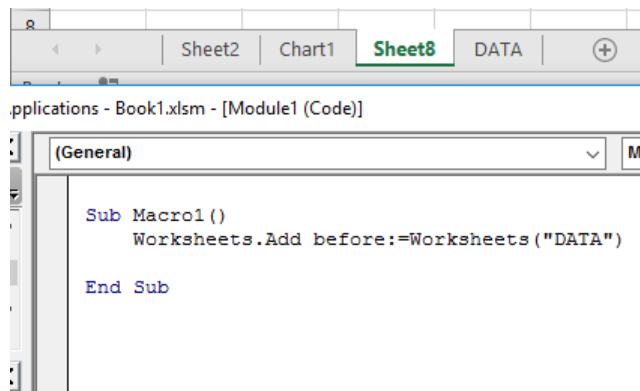 8
Sheet2 Chart1 Sheet8 DATA
Applications - Book1.xlsm - [Module1 (Code)]
(General)
M
Sub Macro1()
Worksheets.Add before:=Worksheets("DATA")
End Sub